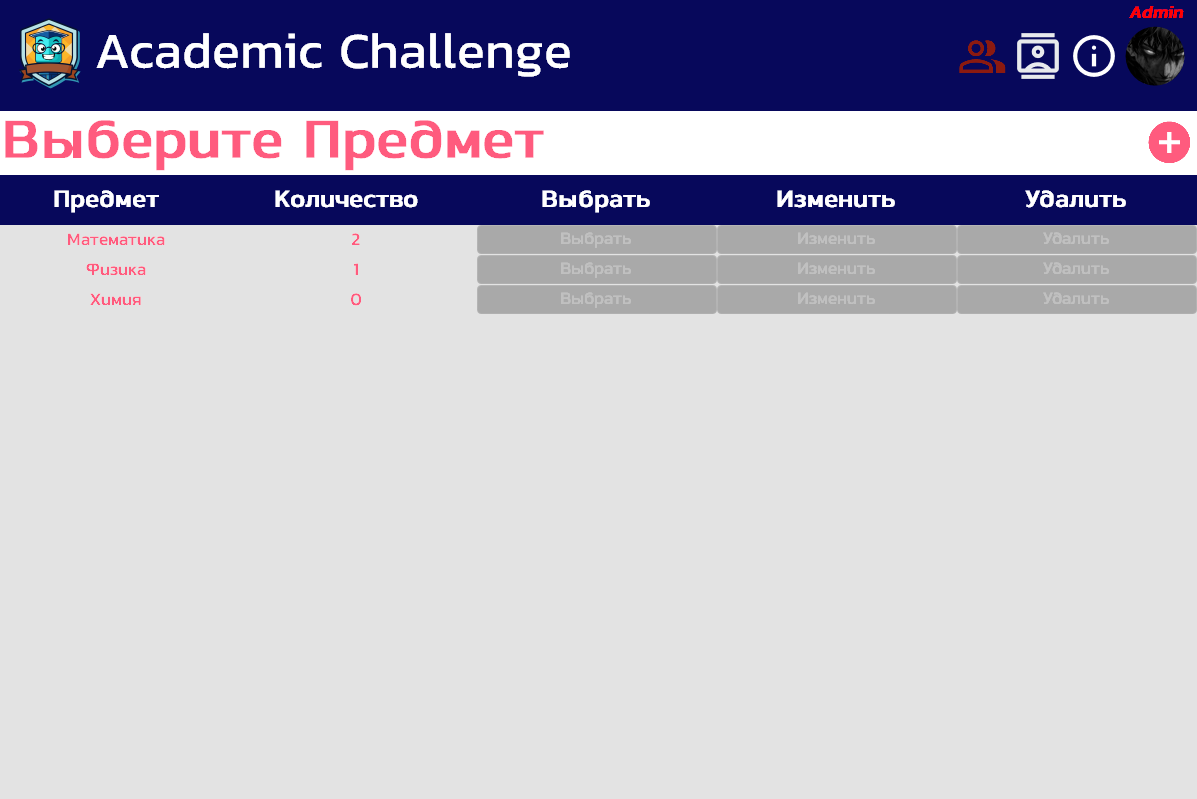 Admin
Academic Challenge
Выберите Предмет
Предмет Количество Выбрать Изменить Удалить
Математика 2 Выбрать Изменить Удалить
Физика 1 Выбрать Изменить Удалить
Химия 0 Выбрать Изменить Удалить